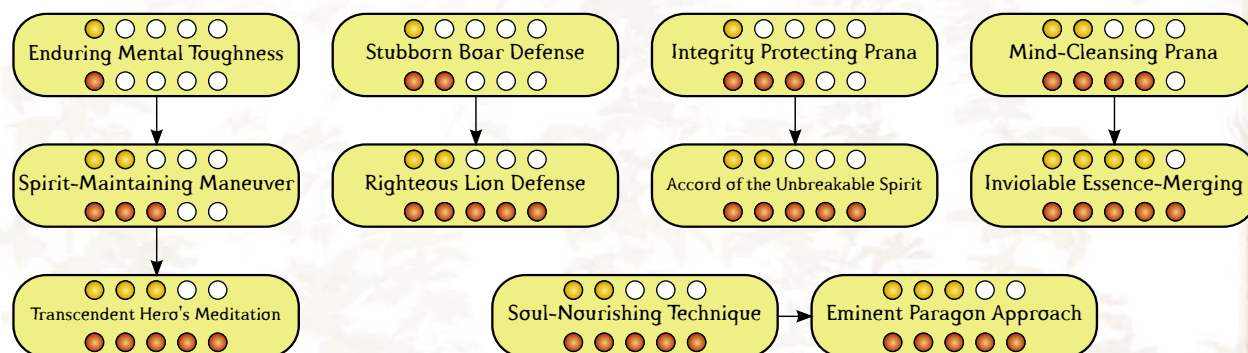 Enduring Mental Toughness
Stubborn Boar Defense
Integrity Protecting Prana
Mind-Cleansing Prana
Spirit-Maintaining Maneuver
Righteous Lion Defense
Accord of the Unbreakable Spirit
Inviolable Essence-Merging
Transcendent Hero's Meditation
Soul-Nourishing Technique
Eminent Paragon Approach